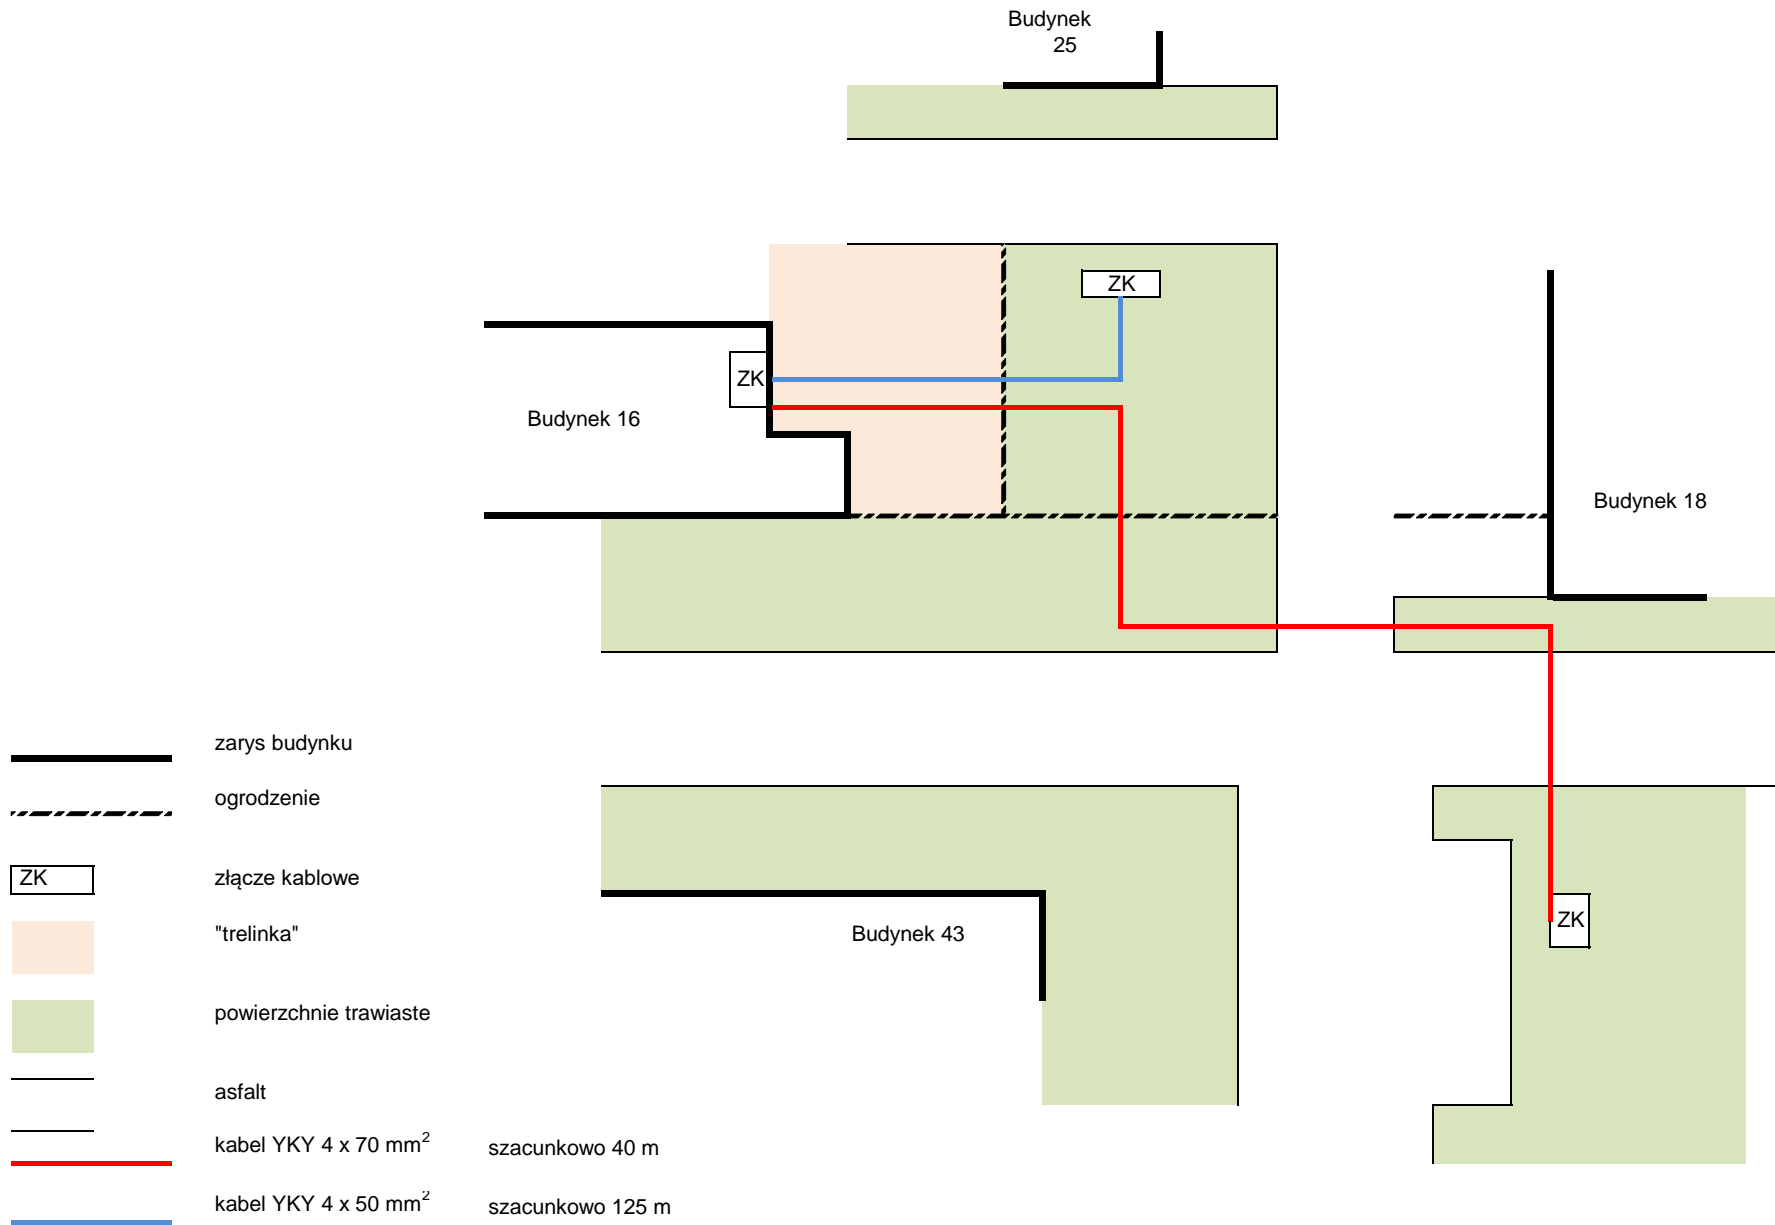 Budynek
25
ZK
ZK
Budynek 16
Budynek 18
zarys budynku
ogrodzenie
ZK
złącze kablowe
"trelinka"
Budynek 43
ZK
powierzchnie trawiaste
asfalt
kabel YKY 4 x 70 mm² szacunkowo 40 m
kabel YKY 4 x 50 mm² szacunkowo 125 m